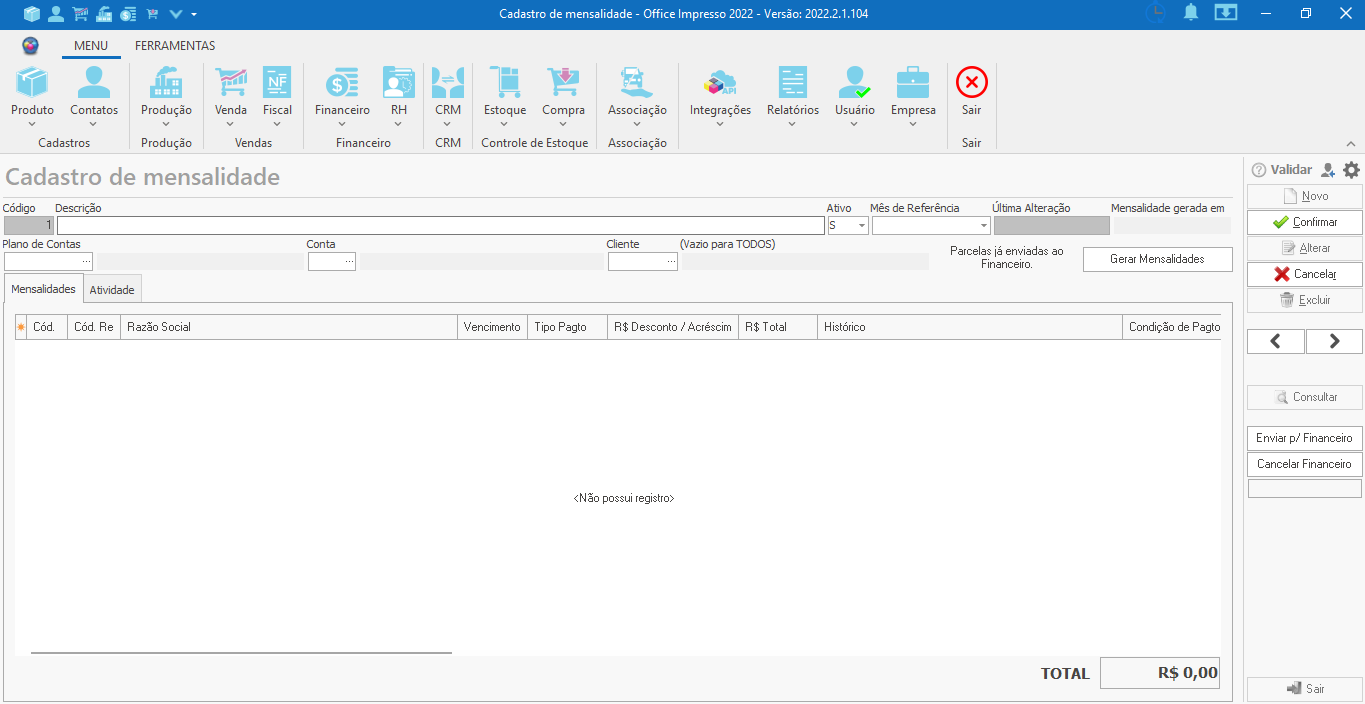 Cadastro de mensalidade - Office Impresso 2022 - Versão: 2022.2.1.104
MENU FERRAMENTAS
Produto Contatos Produção Venda Fiscal Financeiro RH CRM Estoque Compra Associação Integrações Relatórios Usuário Empresa Sair
Cadastros Produção Vendas Financeiro CRM Controle de Estoque Associação Sair
Cadastro de mensalidade
Validar
Código Descrição Ativo Mês de Referência Última Alteração Mensalidade gerada em
1 S
Novo
Confirmar
Plano de Contas Conta Cliente (Vazio para TODOS)
Parcelas já enviadas ao
Financeiro.
Gerar Mensalidades
Alterar
Cancelar
Excluir
Mensalidades Atividade
Cód. Cód. Re Razão Social Vencimento Tipo Pagto R$ Desconto / Acréscim R$ Total Histórico Condição de Pagto
Consultar
Enviar p/ Financeiro
Cancelar Financeiro
<Não possui registro>
TOTAL R$ 0,00
Sair